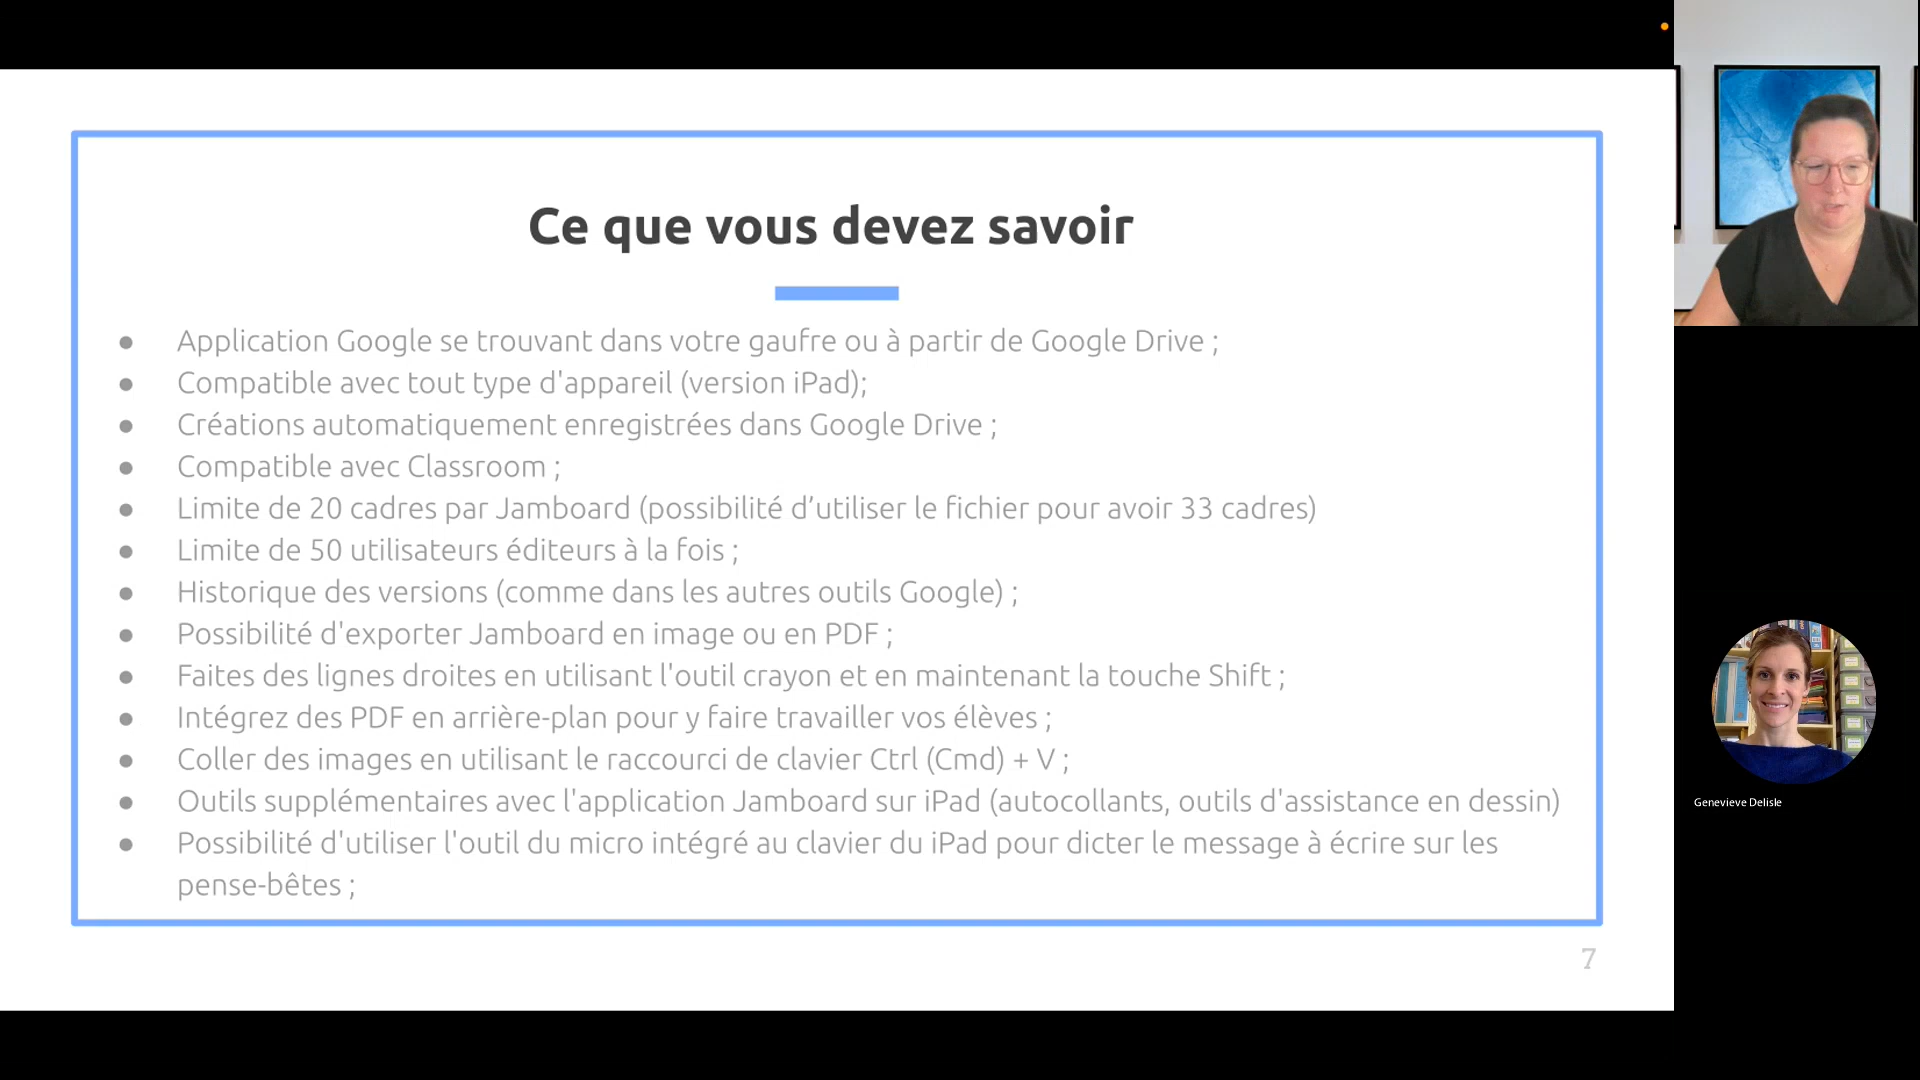 Ce que vous devez savoir
● Application Google se trouvant dans votre gaufre ou à partir de Google Drive ;
● Compatible avec tout type d'appareil (version iPad);
● Créations automatiquement enregistrées dans Google Drive ;
● Compatible avec Classroom ;
● Limite de 20 cadres par Jamboard (possibilité d’utiliser le fichier pour avoir 33 cadres)
● Limite de 50 utilisateurs éditeurs à la fois ;
● Historique des versions (comme dans les autres outils Google) ;
● Possibilité d'exporter Jamboard en image ou en PDF ;
● Faites des lignes droites en utilisant l'outil crayon et en maintenant la touche Shift ;
● Intégrez des PDF en arrière-plan pour y faire travailler vos élèves ;
● Coller des images en utilisant le raccourci de clavier Ctrl (Cmd) + V ;
● Outils supplémentaires avec l'application Jamboard sur iPad (autocollants, outils d'assistance en dessin)
● Possibilité d'utiliser l'outil du micro intégré au clavier du iPad pour dicter le message à écrire sur les
pense-bêtes ;
7
Genevieve Delisle